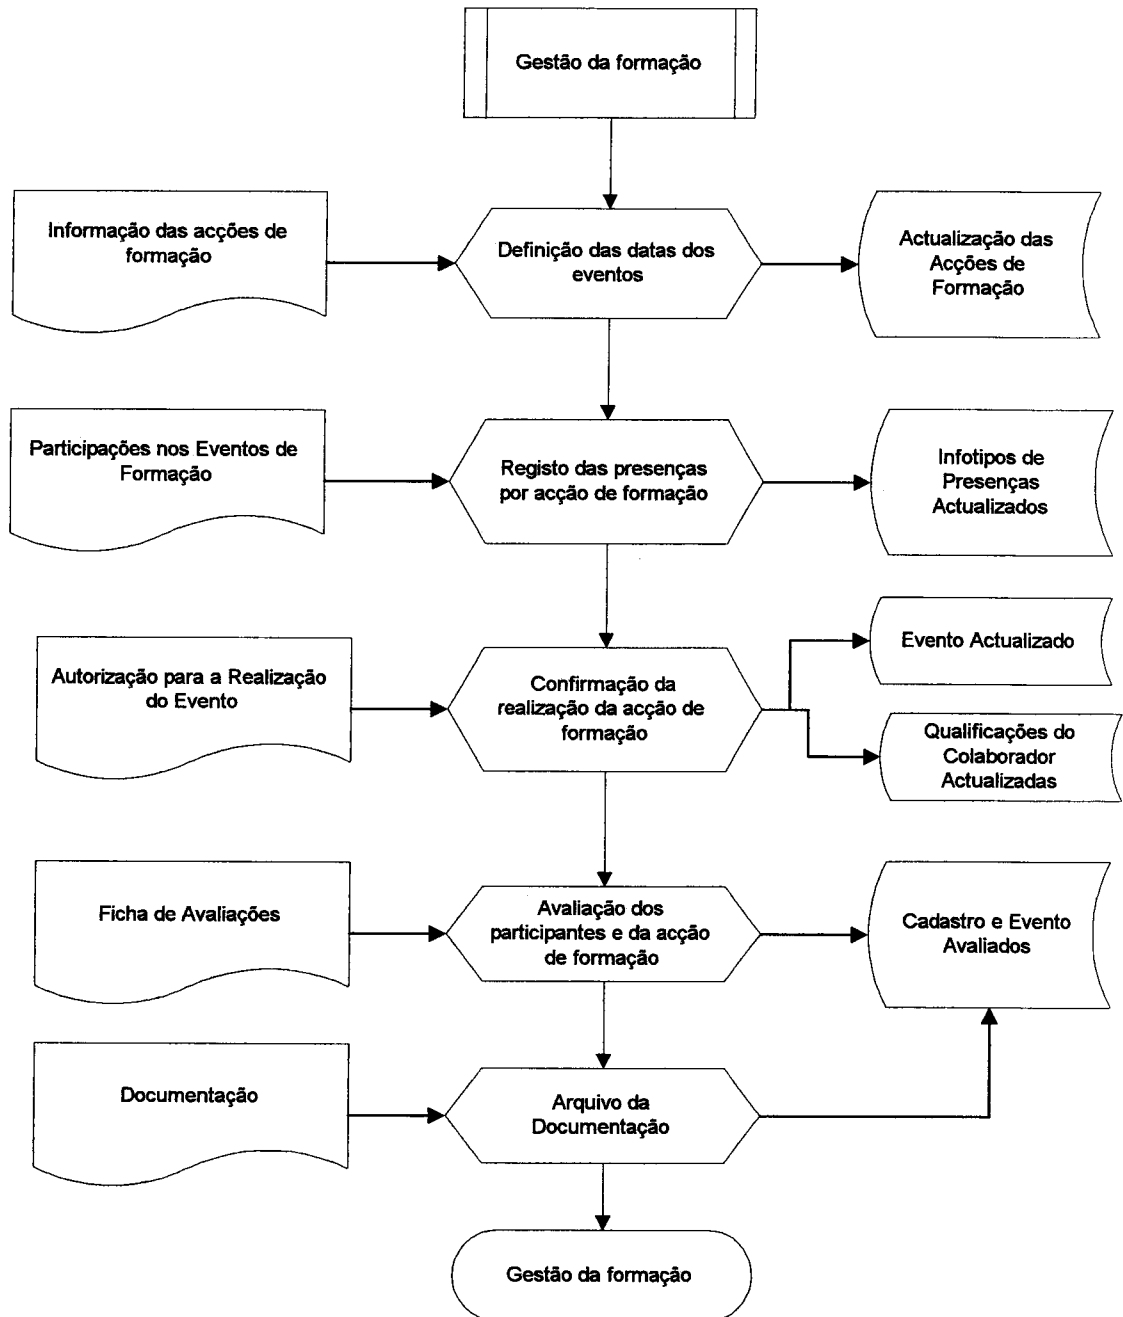 Gestão da formação
Informação das acções de
formação
Definição das datas dos
eventos
Actualização das
Acções de
Formação
Participações nos Eventos de
Formação
Registo das presenças
por acção de formação
Infotipos de
Presenças
Actualizados
Autorização para a Realização
do Evento
Confirmação da
realização da acção de
formação
Evento Actualizado
Qualificações do
Colaborador
Actualizadas
Ficha de Avaliações
Avaliação dos
participantes e da acção
de formação
Cadastro e Evento
Avaliados
Documentação
Arquivo da
Documentação
Gestão da formação